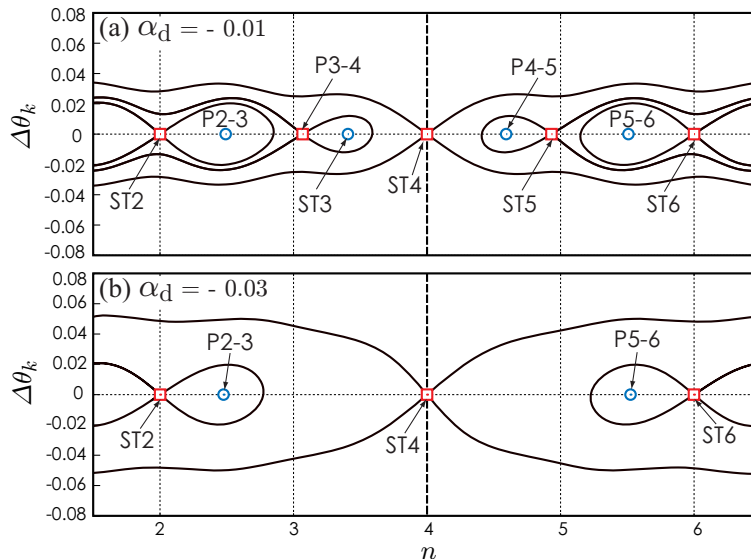 (a) αd = - 0.01
0.08
0.06
0.04
0.02
0
-0.02
-0.04
-0.06
-0.08
Δθk
P3-4
P4-5
P2-3
P5-6
ST2
ST3
ST4
ST5
ST6
(b) αd = - 0.03
0.08
0.06
0.04
0.02
0
-0.02
-0.04
-0.06
-0.08
Δθk
P2-3
P5-6
ST2
ST4
ST6
2 3 4 5 6
n